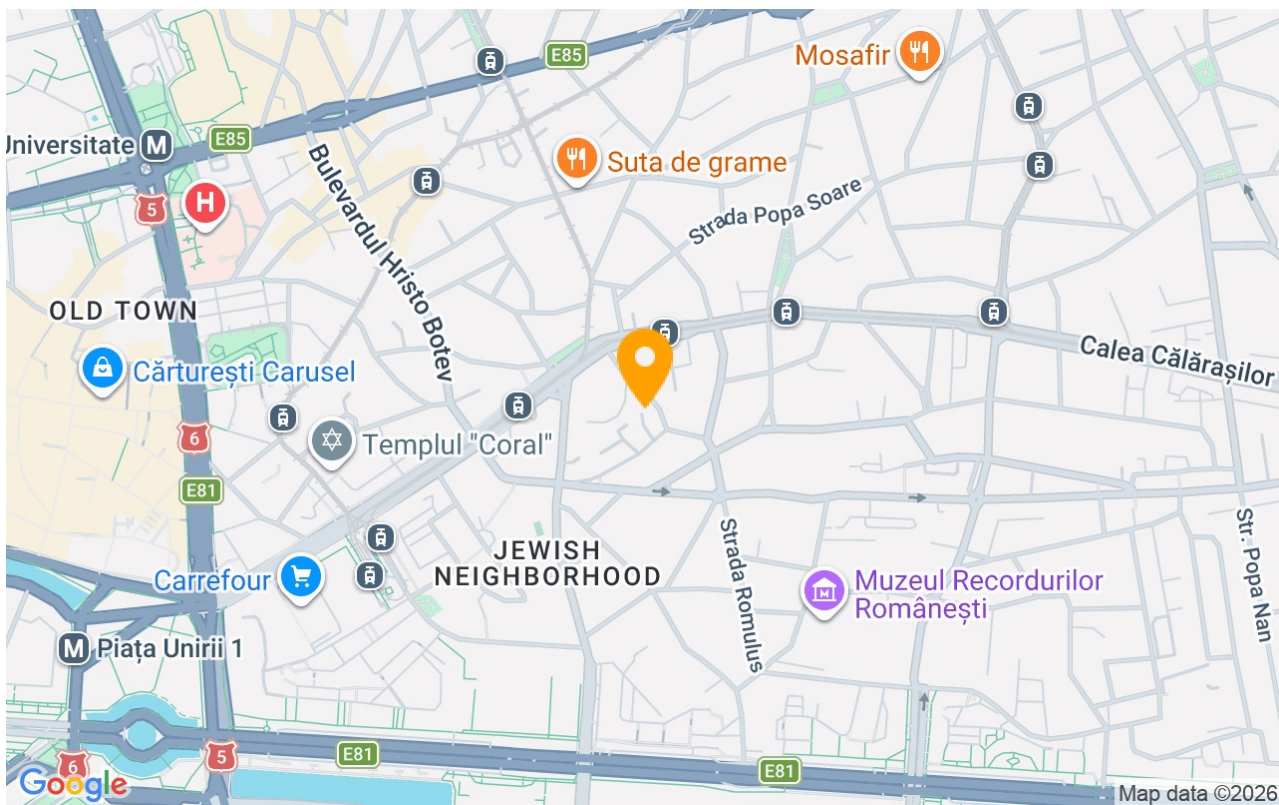 E85
Mosafir
Universitate
M
E85
Suta de grame
5
H
Bulevardul Hristo Botev
Strada Popa Soare
OLD TOWN
Cărturești Carusel
Calea Călărașilor
6
Templul "Coral"
E81
JEWISH
NEIGHBORHOOD
Strada Romulus
Str. Popa Nan
Carrefour
Muzeul Recordurilor
Românești
M
Piața Unirii 1
E81
5
6
E81
Google
Map data ©2026